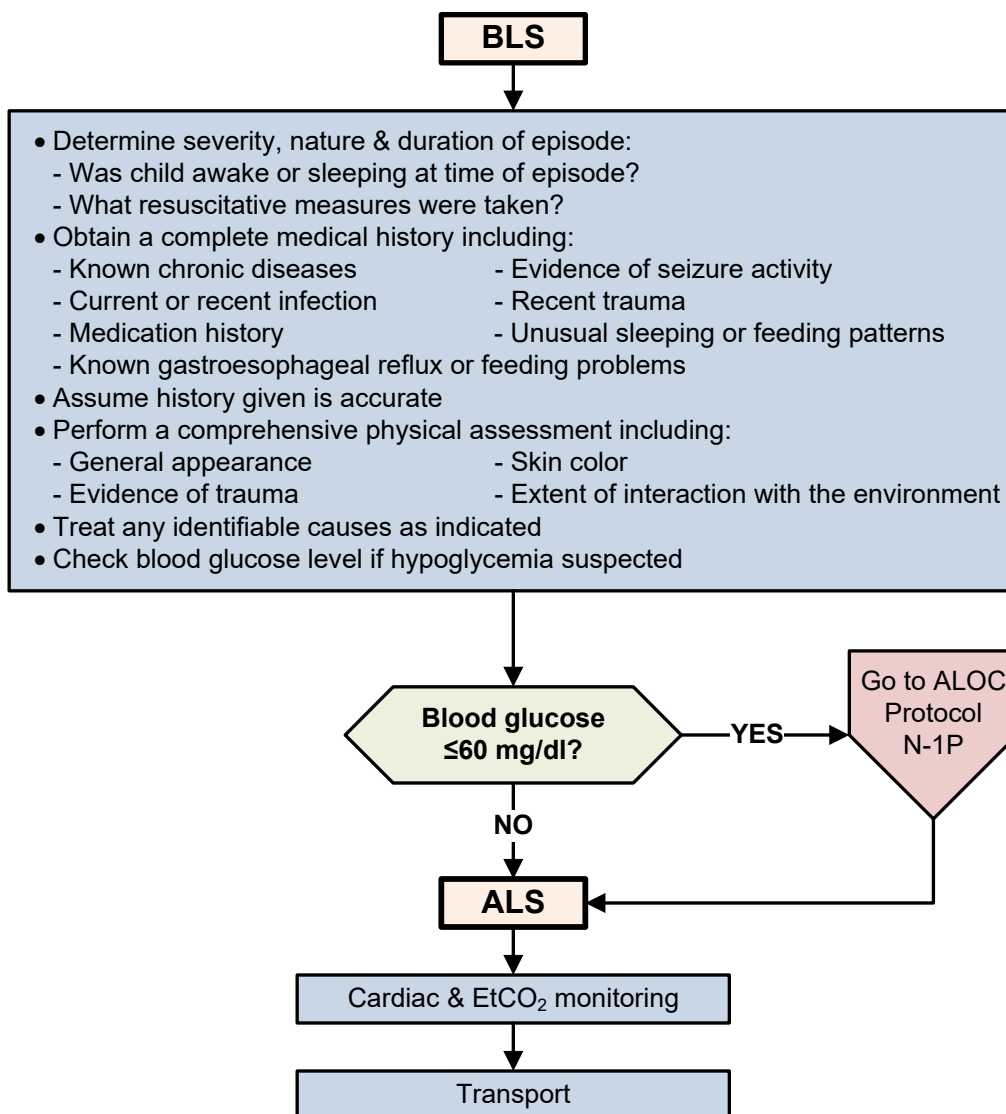 BLS
• Determine severity, nature & duration of episode:
- Was child awake or sleeping at time of episode?
- What resuscitative measures were taken?
• Obtain a complete medical history including:
- Known chronic diseases - Evidence of seizure activity
- Current or recent infection - Recent trauma
- Medication history - Unusual sleeping or feeding patterns
- Known gastroesophageal reflux or feeding problems
• Assume history given is accurate
• Perform a comprehensive physical assessment including:
- General appearance - Skin color
- Evidence of trauma - Extent of interaction with the environment
• Treat any identifiable causes as indicated
• Check blood glucose level if hypoglycemia suspected
Blood glucose
≤60 mg/dl?
YES
Go to ALOC
Protocol
N-1P
NO
ALS
Cardiac & EtCO₂ monitoring
Transport